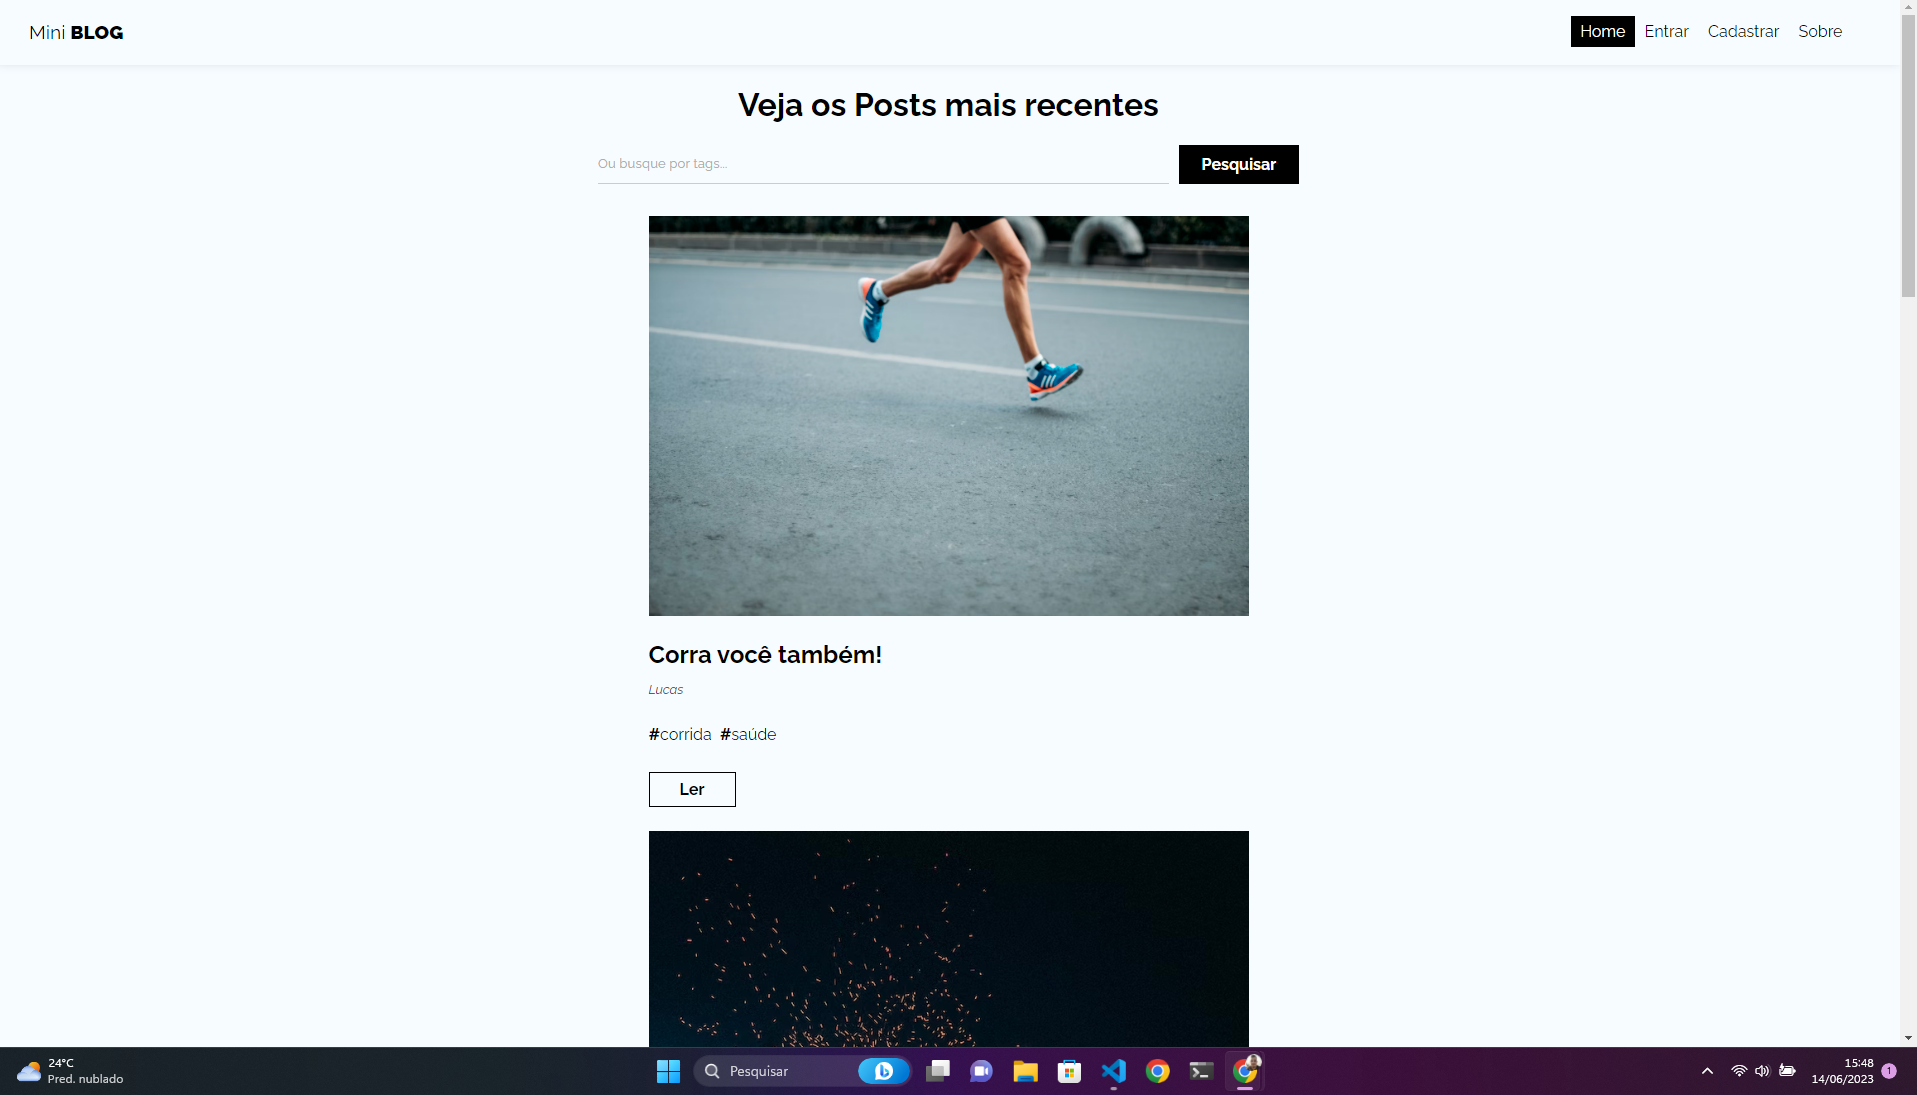 Mini BLOG
Home Entrar Cadastrar Sobre
Veja os Posts mais recentes
Ou busque por tags...
Pesquisar
Corra você também!
Lucas
#corrida #saúde
Ler
24°C
Pred. nublado
Pesquisar
15:48
14/06/2023
1